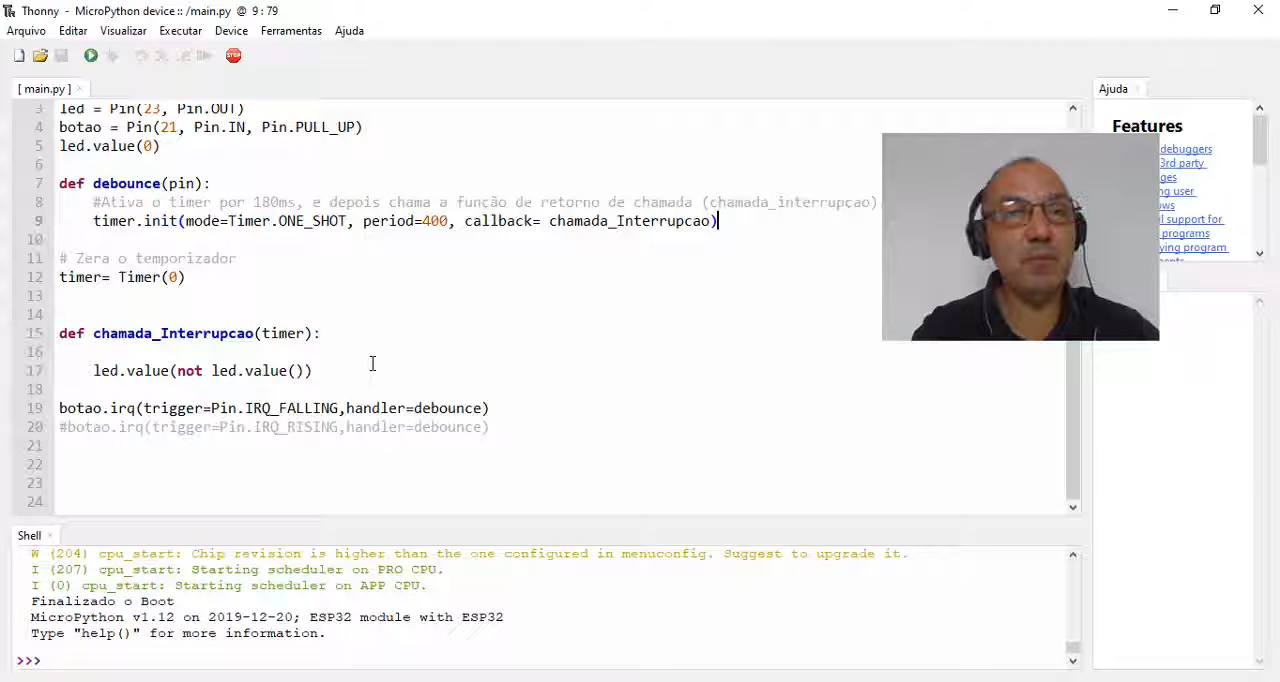 Thonny - MicroPython device :: /main.py @ 9 : 79
Arquivo Editar Visualizar Executar Device Ferramentas Ajuda
STOP
[ main.py ] ×
Ajuda ×
3 led = Pin(23, Pin.OUT)
4 botao = Pin(21, Pin.IN, Pin.PULL_UP)
5 led.value(0)
6
7 def debounce(pin):
8 #Ativa o timer por 180ms, e depois chama a função de retorno de chamada (chamada_interrupçao)
9 timer.init(mode=Timer.ONE_SHOT, period=400, callback= chamada_Interrupcao)
10
11 # Zera o temporizador
12 timer= Timer(0)
13
14
15 def chamada_Interrupcao(timer):
16
17 led.value(not led.value())
18
19 botao.irq(trigger=Pin.IRQ_FALLING,handler=debounce)
20 #botao.irq(trigger=Pin.IRQ_RISING,handler=debounce)
21
22
23
24
Features
debuggers
3rd party
ges
ng user
ows
l support for
programs
ying program
Shell ×
W (204) cpu_start: Chip revision is higher than the one configured in menuconfig. Suggest to upgrade it.
I (207) cpu_start: Starting scheduler on PRO CPU.
I (0) cpu_start: Starting scheduler on APP CPU.
Finalizado o Boot
MicroPython v1.12 on 2019-12-20; ESP32 module with ESP32
Type "help()" for more information.
>>>